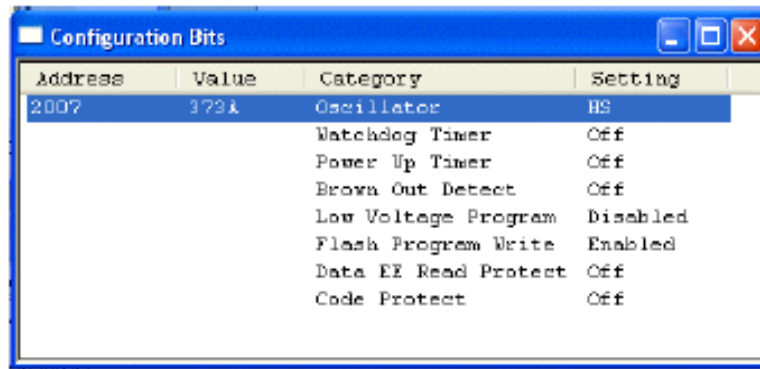 Configuration Bits
Address Value Category Setting
2007 373A Oscillator HS
Watchdog Timer Off
Power Up Timer Off
Brown Out Detect Off
Low Voltage Program Disabled
Flash Program Write Enabled
Data EE Read Protect Off
Code Protect Off